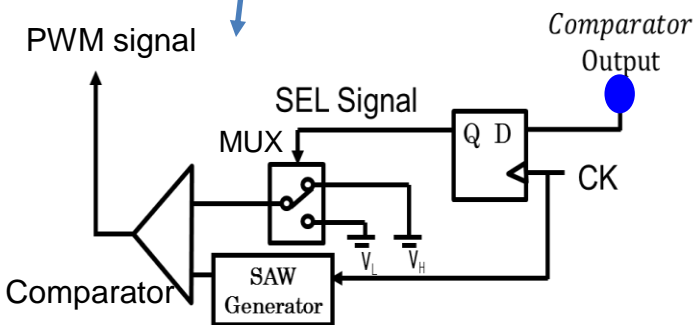 PWM signal
Comparator
Output
SEL Signal
MUX
Q D
CK
V_L
V_H
SAW
Generator
Comparator